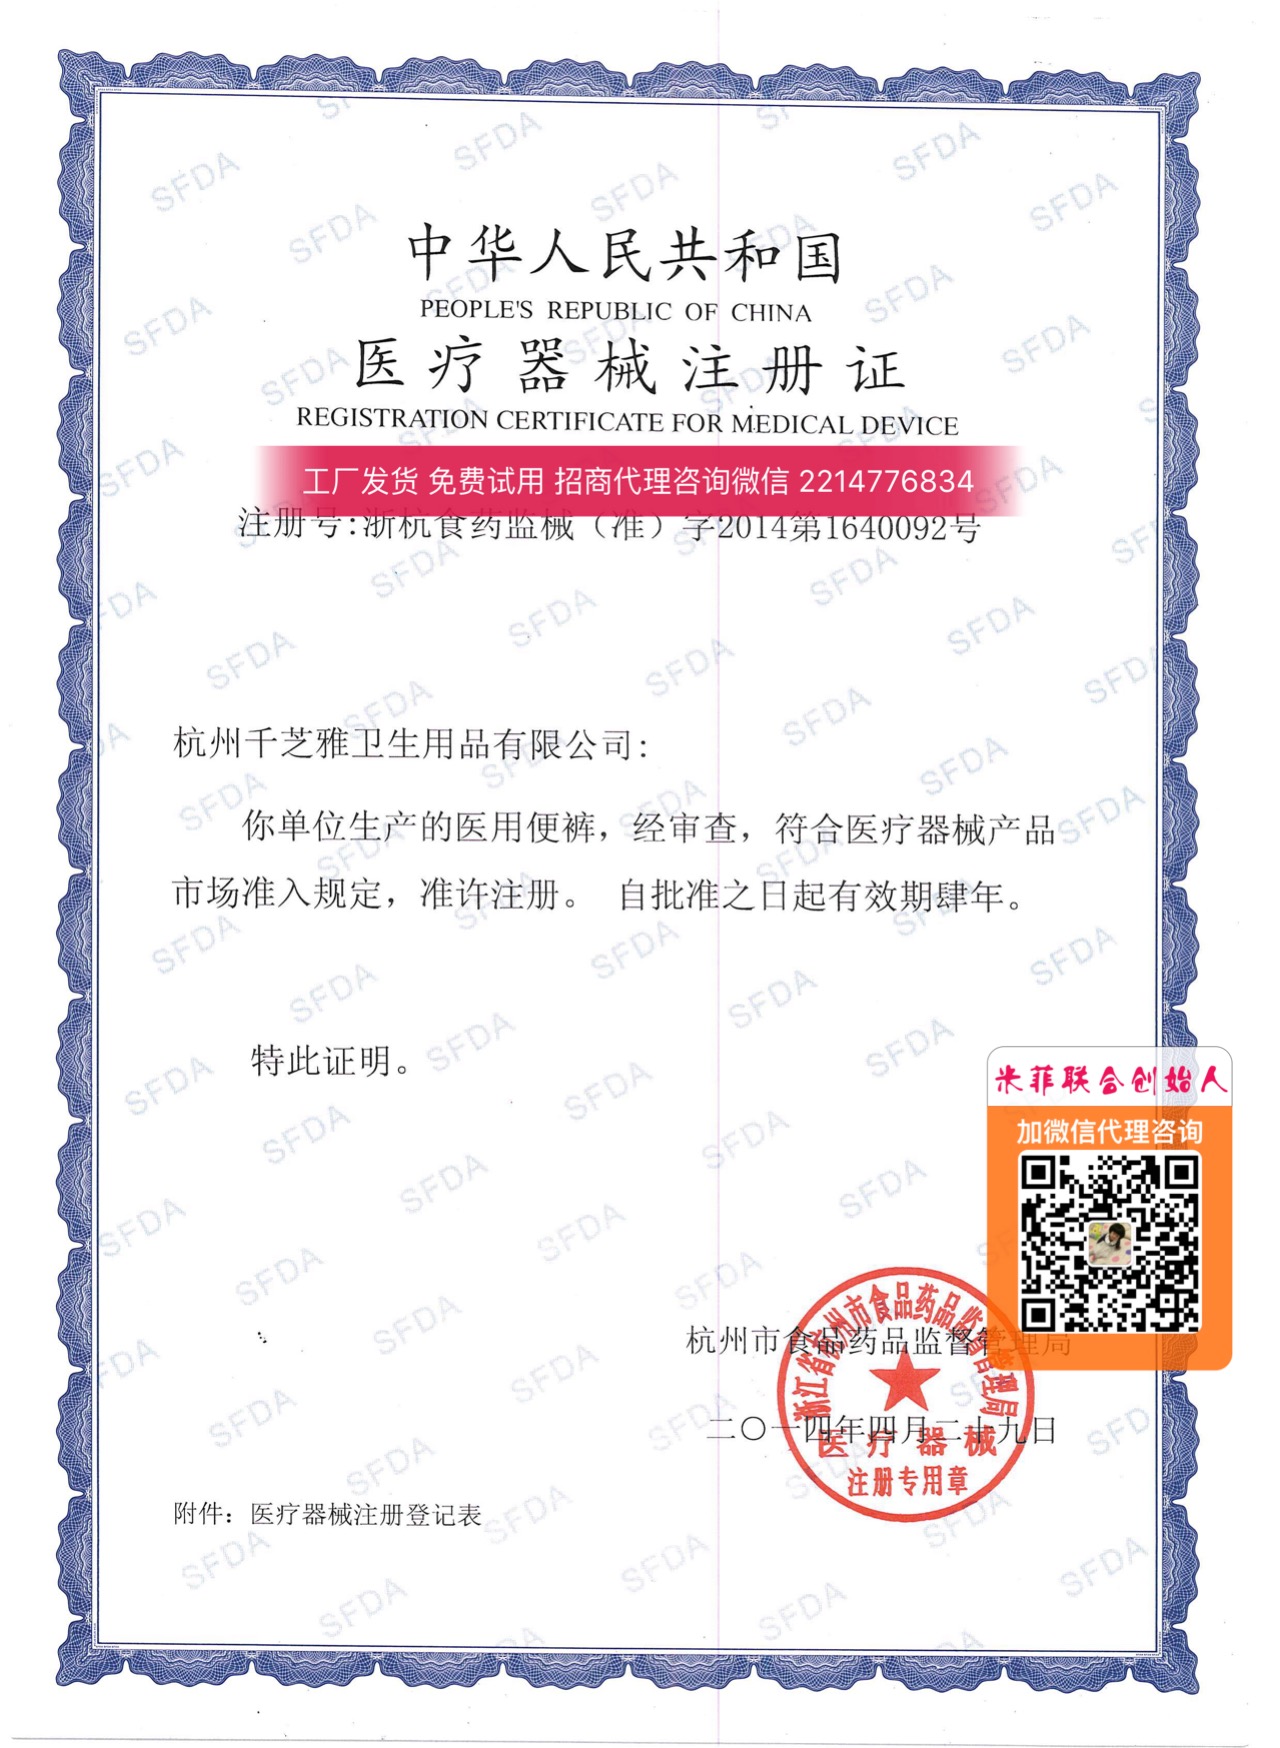 中华人民共和国
PEOPLE'S REPUBLIC OF CHINA
医疗器械注册证
REGISTRATION CERTIFICATE FOR MEDICAL DEVICE
工厂发货 免费试用 招商代理咨询微信 2214776834
注册号:浙杭食药监械（准）字2014第1640092号
杭州千芝雅卫生用品有限公司:
你单位生产的医用便裤，经审查，符合医疗器械产品
市场准入规定，准许注册。 自批准之日起有效期肆年。
特此证明。
米菲联合创始人
加微信代理咨询
杭州市食品药品监督管理局
二〇一四年四月二十九日
浙江省杭州市食品药品监督管理局
医疗器械
注册专用章
附件：医疗器械注册登记表
SFDA